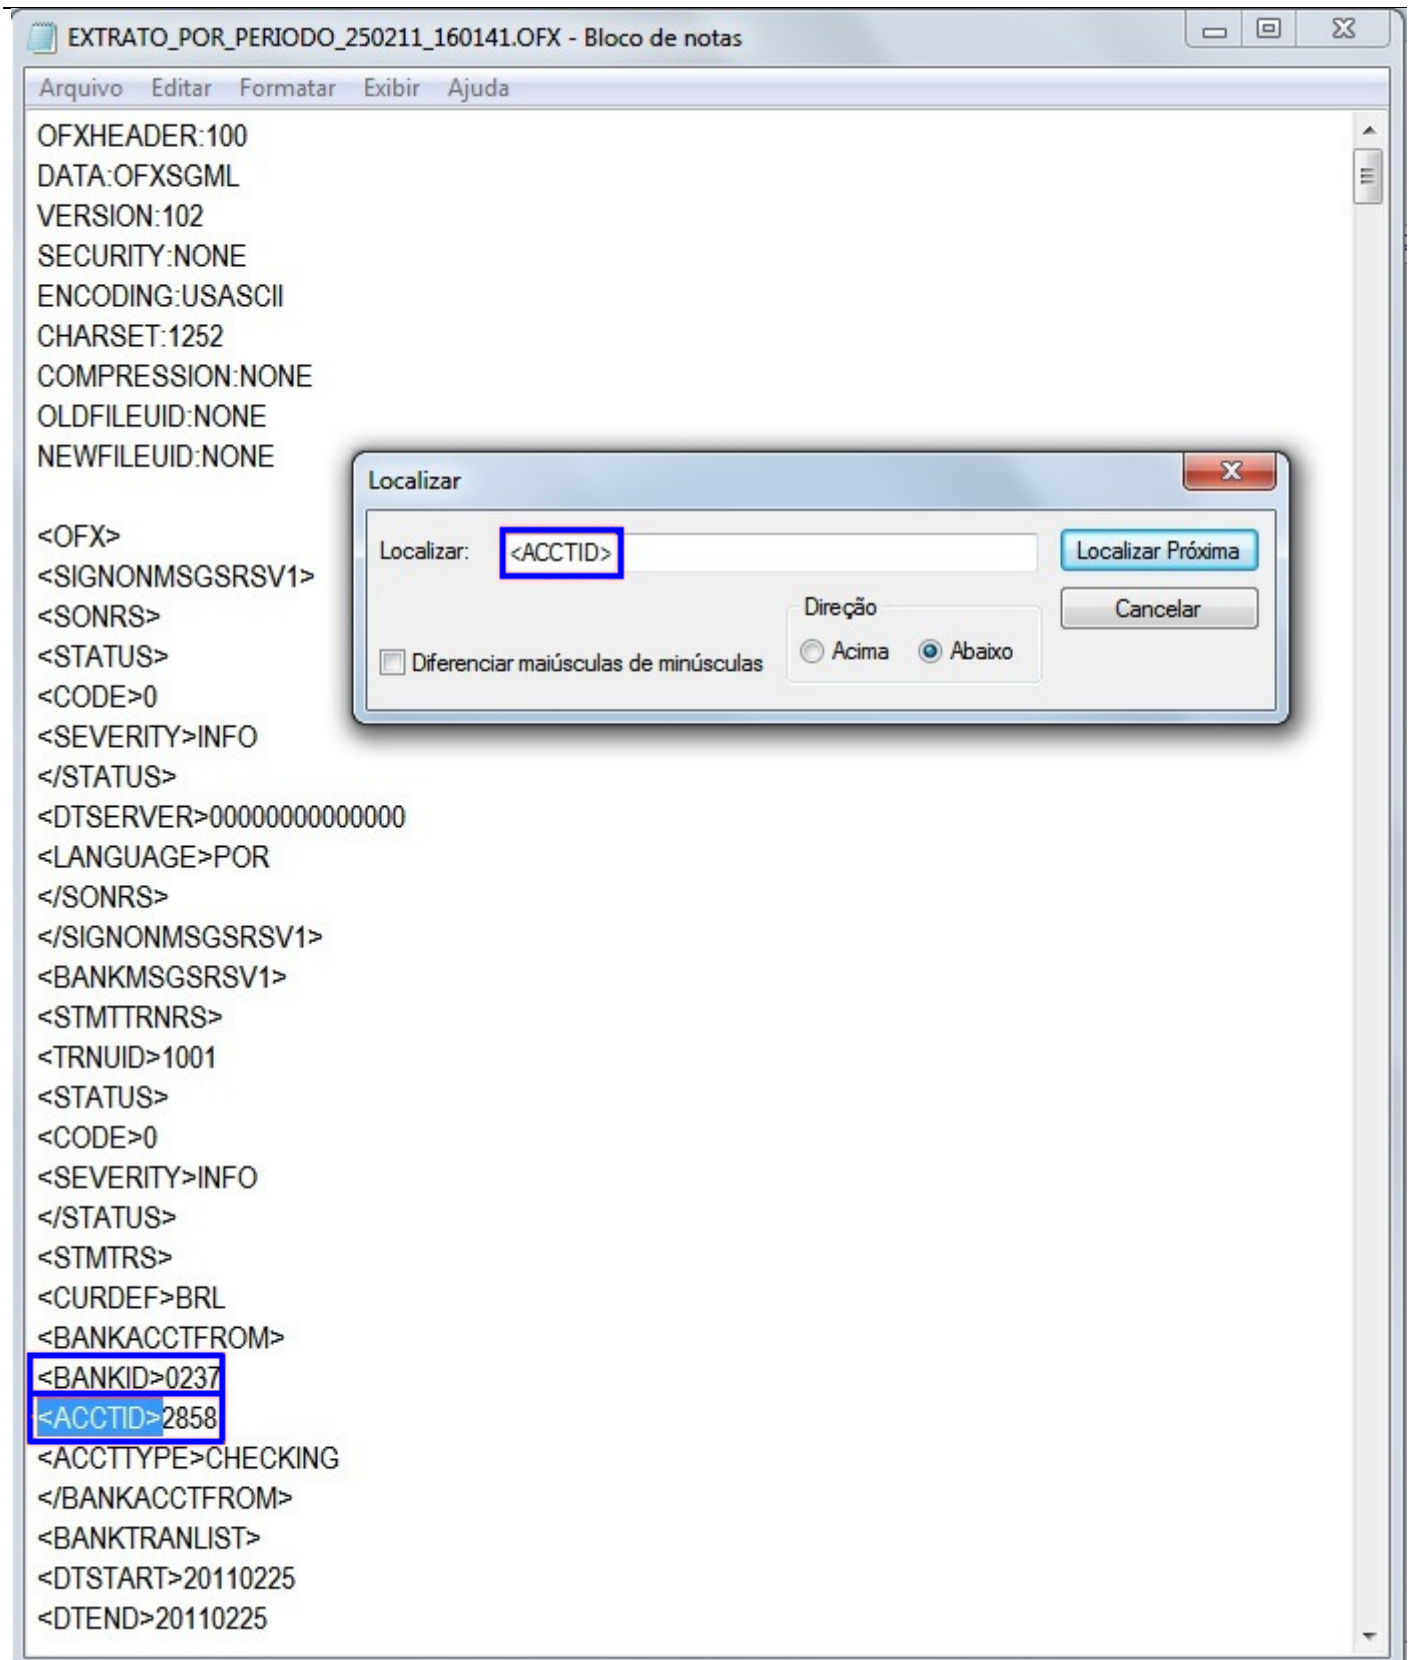 EXTRATO_POR_PERIODO_250211_160141.OFX - Bloco de notas
Arquivo Editar Formatar Exibir Ajuda
OFXHEADER:100
DATA:OFXSGML
VERSION:102
SECURITY:NONE
ENCODING:USASCII
CHARSET:1252
COMPRESSION:NONE
OLDFILEUID:NONE
NEWFILEUID:NONE
<OFX>
<SIGNONMSGSRSV1>
<SONRS>
<STATUS>
<CODE>0
<SEVERITY>INFO
</STATUS>
<DTSERVER>00000000000000
<LANGUAGE>POR
</SONRS>
</SIGNONMSGSRSV1>
<BANKMSGSRSV1>
<STMTTRNRS>
<TRNUID>1001
<STATUS>
<CODE>0
<SEVERITY>INFO
</STATUS>
<STMTRS>
<CURDEF>BRL
<BANKACCTFROM>
<BANKID>0237
<ACCTID>2858
<ACCTTYPE>CHECKING
</BANKACCTFROM>
<BANKTRANLIST>
<DTSTART>20110225
<DTEND>20110225
Localizar
Localizar: <ACCTID> Localizar Próxima
Direção Cancelar
Diferenciar maiúsculas de minúsculas Acima Abaixo